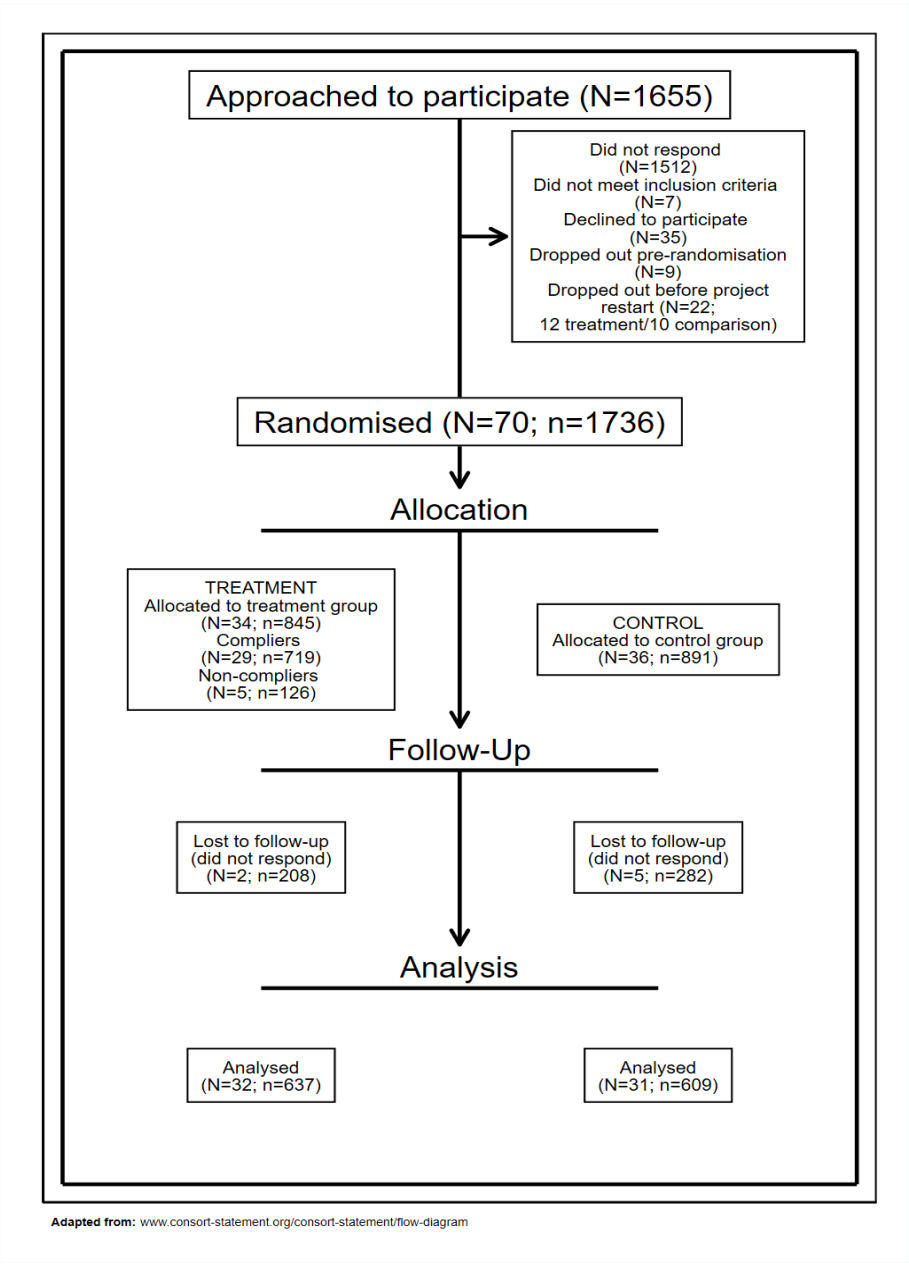 Approached to participate (N=1655)
Did not respond
(N=1512)
Did not meet inclusion criteria
(N=7)
Declined to participate
(N=35)
Dropped out pre-randomisation
(N=9)
Dropped out before project
restart (N=22;
12 treatment/10 comparison)
Randomised (N=70; n=1736)
Allocation
TREATMENT
Allocated to treatment group
(N=34; n=845)
Compliers
(N=29; n=719)
Non-compliers
(N=5; n=126)
CONTROL
Allocated to control group
(N=36; n=891)
Follow-Up
Lost to follow-up
(did not respond)
(N=2; n=208)
Lost to follow-up
(did not respond)
(N=5; n=282)
Analysis
Analysed
(N=32; n=637)
Analysed
(N=31; n=609)
Adapted from: www.consort-statement.org/consort-statement/flow-diagram